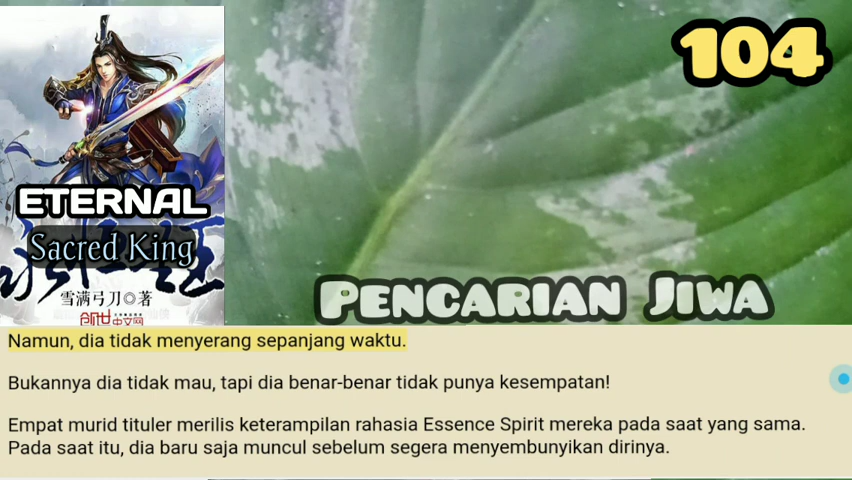 104
ETERNAL
Sacred King
雪满弓刀◎著
创世中文网
PENCARIAN JIWA
Namun, dia tidak menyerang sepanjang waktu.
Bukannya dia tidak mau, tapi dia benar-benar tidak punya kesempatan!
Empat murid tituler merilis keterampilan rahasia Essence Spirit mereka pada saat yang sama.
Pada saat itu, dia baru saja muncul sebelum segera menyembunyikan dirinya.